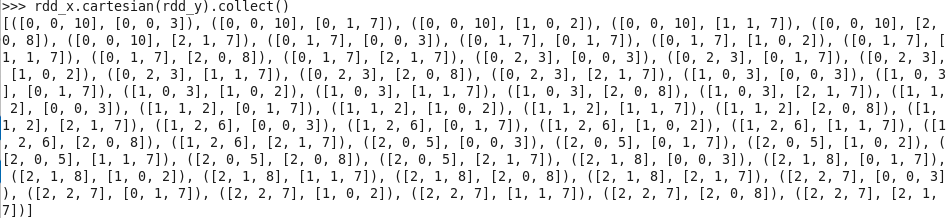 >>> rdd_x.cartesian(rdd_y).collect()
[([0, 0, 10], [0, 0, 3]), ([0, 0, 10], [0, 1, 7]), ([0, 0, 10], [1, 0, 2]), ([0, 0, 10], [1, 1, 7]), ([0, 0, 10], [2,
0, 8]), ([0, 0, 10], [2, 1, 7]), ([0, 1, 7], [0, 0, 3]), ([0, 1, 7], [0, 1, 7]), ([0, 1, 7], [1, 0, 2]), ([0, 1, 7], [
1, 1, 7]), ([0, 1, 7], [2, 0, 8]), ([0, 1, 7], [2, 1, 7]), ([0, 2, 3], [0, 0, 3]), ([0, 2, 3], [0, 1, 7]), ([0, 2, 3],
 [1, 0, 2]), ([0, 2, 3], [1, 1, 7]), ([0, 2, 3], [2, 0, 8]), ([0, 2, 3], [2, 1, 7]), ([1, 0, 3], [0, 0, 3]), ([1, 0, 3
], [0, 1, 7]), ([1, 0, 3], [1, 0, 2]), ([1, 0, 3], [1, 1, 7]), ([1, 0, 3], [2, 0, 8]), ([1, 0, 3], [2, 1, 7]), ([1, 1,
2], [0, 0, 3]), ([1, 1, 2], [0, 1, 7]), ([1, 1, 2], [1, 0, 2]), ([1, 1, 2], [1, 1, 7]), ([1, 1, 2], [2, 0, 8]), ([1,
1, 2], [2, 1, 7]), ([1, 2, 6], [0, 0, 3]), ([1, 2, 6], [0, 1, 7]), ([1, 2, 6], [1, 0, 2]), ([1, 2, 6], [1, 1, 7]), ([1
, 2, 6], [2, 0, 8]), ([1, 2, 6], [2, 1, 7]), ([2, 0, 5], [0, 0, 3]), ([2, 0, 5], [0, 1, 7]), ([2, 0, 5], [1, 0, 2]), (
[2, 0, 5], [1, 1, 7]), ([2, 0, 5], [2, 0, 8]), ([2, 0, 5], [2, 1, 7]), ([2, 1, 8], [0, 0, 3]), ([2, 1, 8], [0, 1, 7]),
 ([2, 1, 8], [1, 0, 2]), ([2, 1, 8], [1, 1, 7]), ([2, 1, 8], [2, 0, 8]), ([2, 1, 8], [2, 1, 7]), ([2, 2, 7], [0, 0, 3]
), ([2, 2, 7], [0, 1, 7]), ([2, 2, 7], [1, 0, 2]), ([2, 2, 7], [1, 1, 7]), ([2, 2, 7], [2, 0, 8]), ([2, 2, 7], [2, 1,
7])]